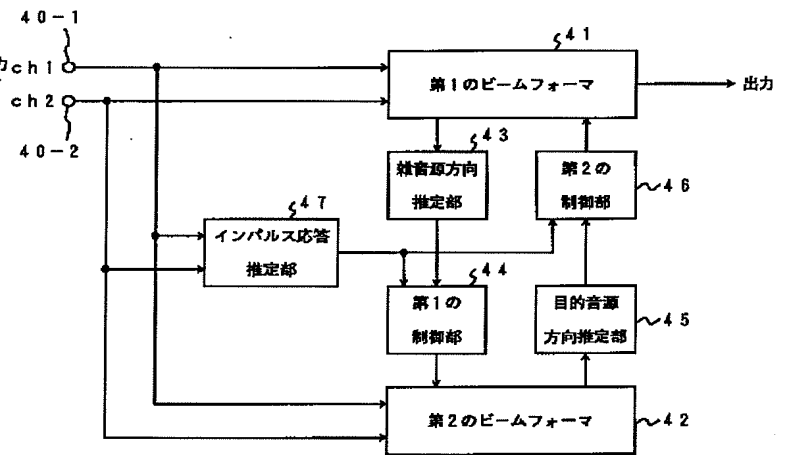 40-1
力
ch1
ch2
40-2
41
第1のビームフォーマ
出力
43
雑音源方向
推定部
第2の
制御部
46
47
インパルス応答
推定部
44
第1の
制御部
目的音源
方向推定部
45
第2のビームフォーマ
42